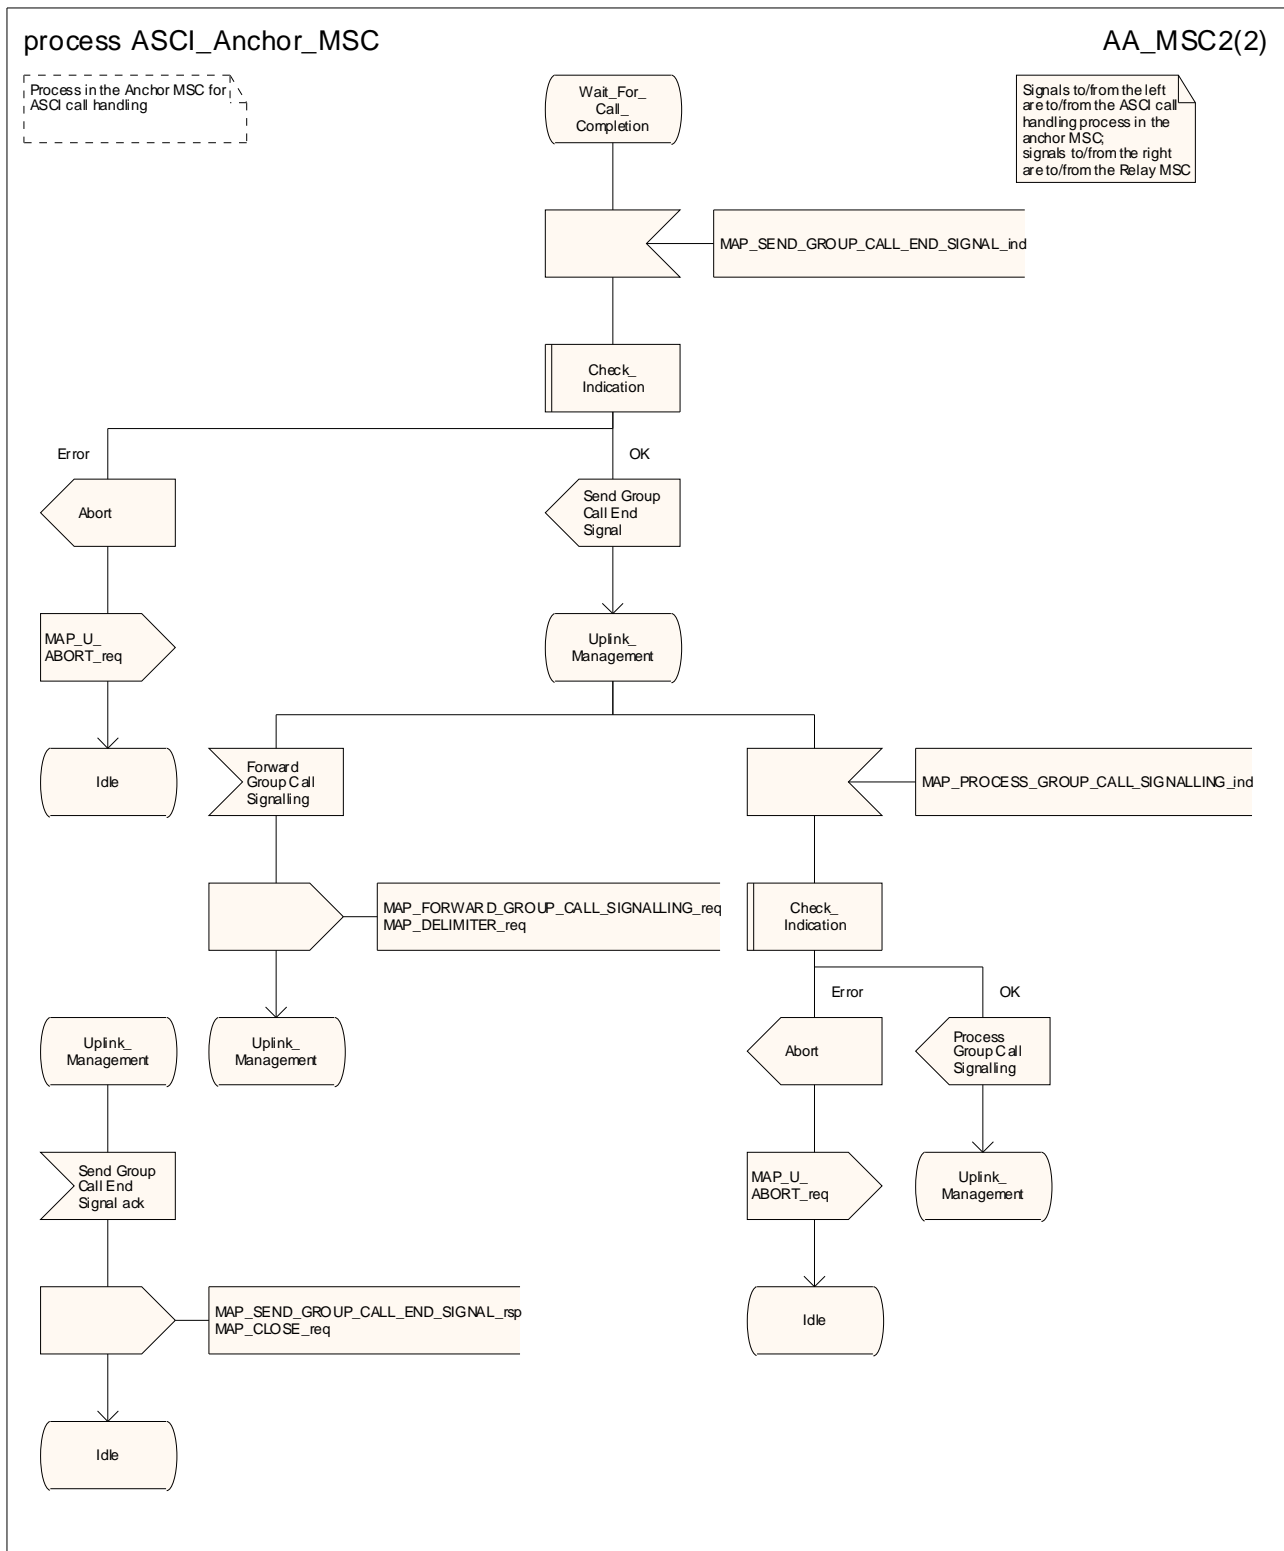 process ASCI_Anchor_MSC
AA_MSC2(2)
Process in the Anchor MSC for
ASCI call handling
Wait_For_
Call_
Completion
Signals to/from the left
are to/from the ASCI call
handling process in the
anchor MSC;
signals to/from the right
are to/from the Relay MSC
MAP_SEND_GROUP_CALL_END_SIGNAL_ind
Check_
Indication
Error
OK
Abort
Send Group
Call End
Signal
MAP_U_
ABORT_req
Uplink_
Management
Idle
Forward
Group Call
Signalling
MAP_PROCESS_GROUP_CALL_SIGNALLING_ind
MAP_FORWARD_GROUP_CALL_SIGNALLING_req
MAP_DELIMITER_req
Check_
Indication
Error
OK
Uplink_
Management
Uplink_
Management
Abort
Process
Group Call
Signalling
Send Group
Call End
Signal ack
MAP_U_
ABORT_req
Uplink_
Management
MAP_SEND_GROUP_CALL_END_SIGNAL_rsp
MAP_CLOSE_req
Idle
Idle